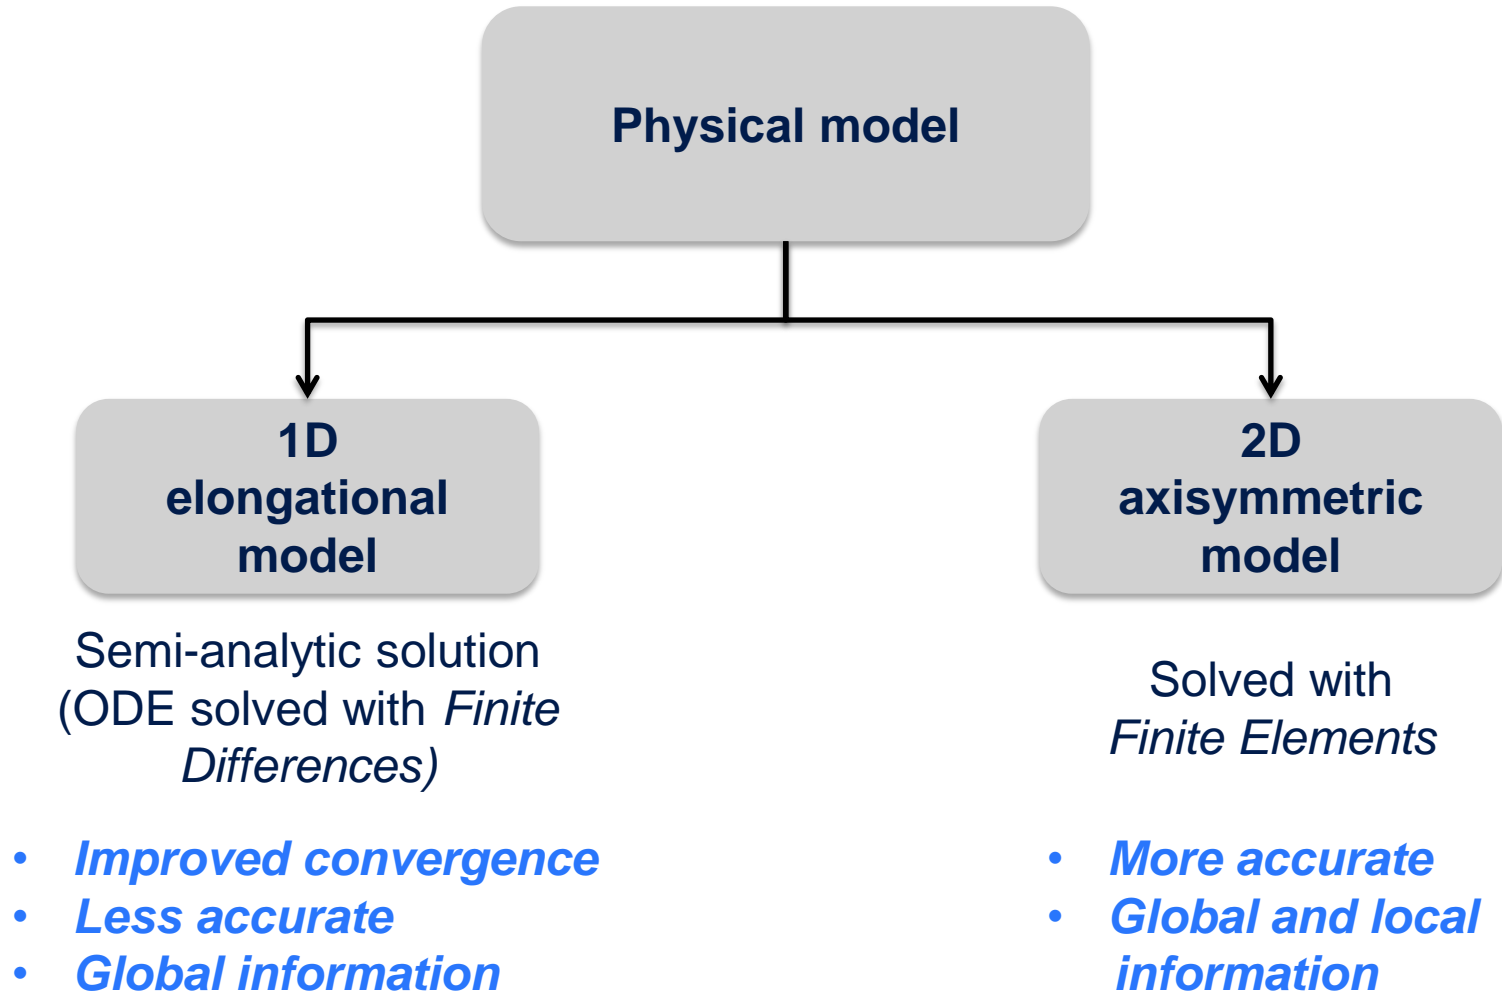 Physical model
1D
elongational
model
Semi-analytic solution
(ODE solved with Finite
Differences)
• Improved convergence
• Less accurate
• Global information
2D
axisymmetric
model
Solved with
Finite Elements
• More accurate
• Global and local
information